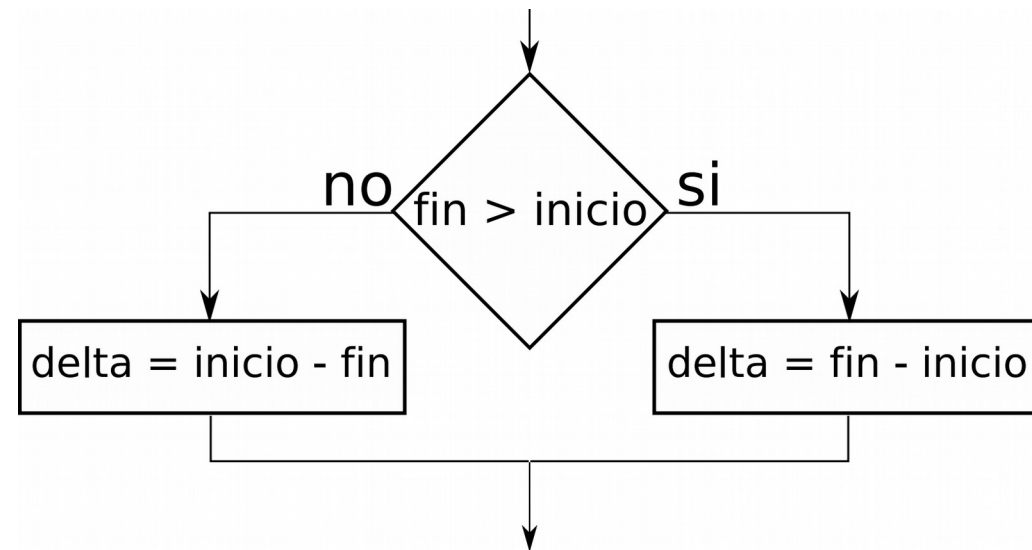 no
si
fin > inicio
delta = inicio - fin
delta = fin - inicio